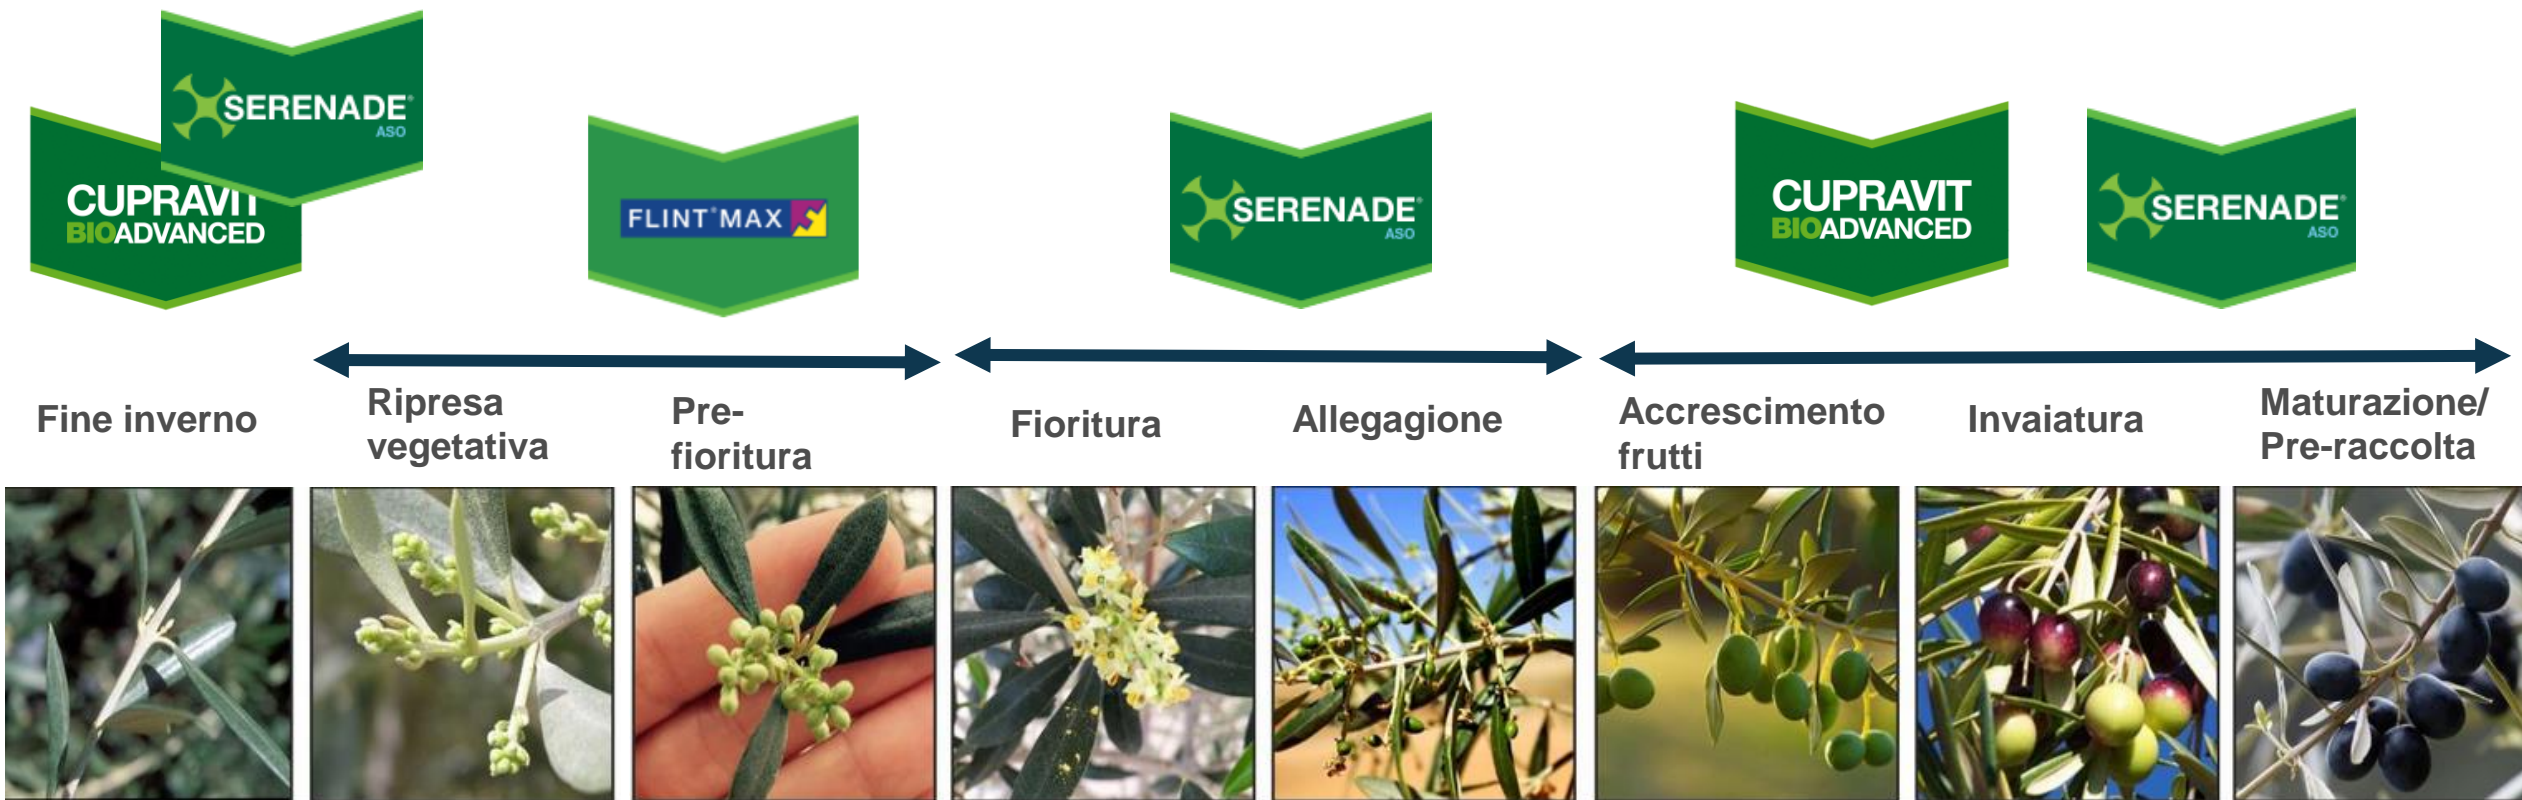 SERENADE®
ASO
CUPRAVIT
BIOADVANCED
FLINT® MAX
SERENADE®
ASO
CUPRAVIT
BIOADVANCED
SERENADE®
ASO
Fine inverno
Ripresa
vegetativa
Pre-
fioritura
Fioritura
Allegagione
Accrescimento
frutti
Invaiatura
Maturazione/
Pre-raccolta